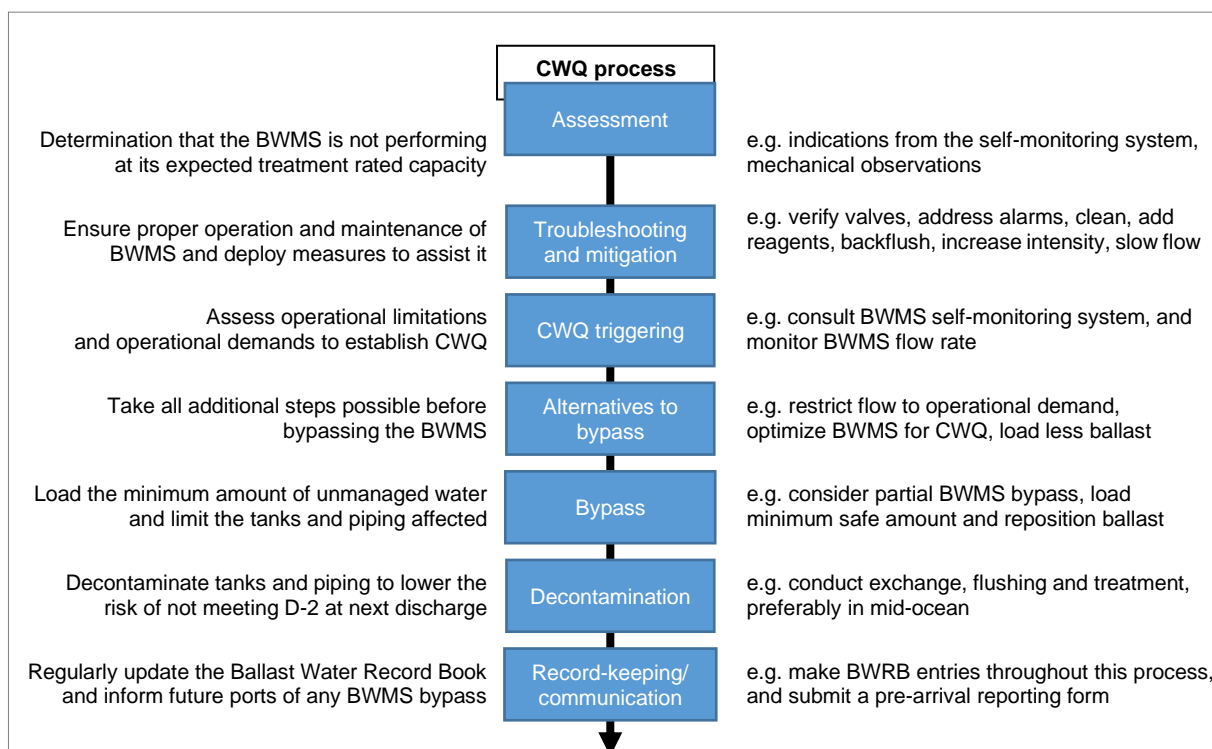 CWQ process
Assessment
Determination that the BWMS is not performing
at its expected treatment rated capacity
e.g. indications from the self-monitoring system,
mechanical observations
Ensure proper operation and maintenance of
BWMS and deploy measures to assist it
Troubleshooting
and mitigation
e.g. verify valves, address alarms, clean, add
reagents, backflush, increase intensity, slow flow
Assess operational limitations
and operational demands to establish CWQ
CWQ triggering
e.g. consult BWMS self-monitoring system, and
monitor BWMS flow rate
Take all additional steps possible before
bypassing the BWMS
Alternatives to
bypass
e.g. restrict flow to operational demand,
optimize BWMS for CWQ, load less ballast
Load the minimum amount of unmanaged water
and limit the tanks and piping affected
Bypass
e.g. consider partial BWMS bypass, load
minimum safe amount and reposition ballast
Decontaminate tanks and piping to lower the
risk of not meeting D-2 at next discharge
Decontamination
e.g. conduct exchange, flushing and treatment,
preferably in mid-ocean
Regularly update the Ballast Water Record Book
and inform future ports of any BWMS bypass
Record-keeping/
communication
e.g. make BWRB entries throughout this process,
and submit a pre-arrival reporting form